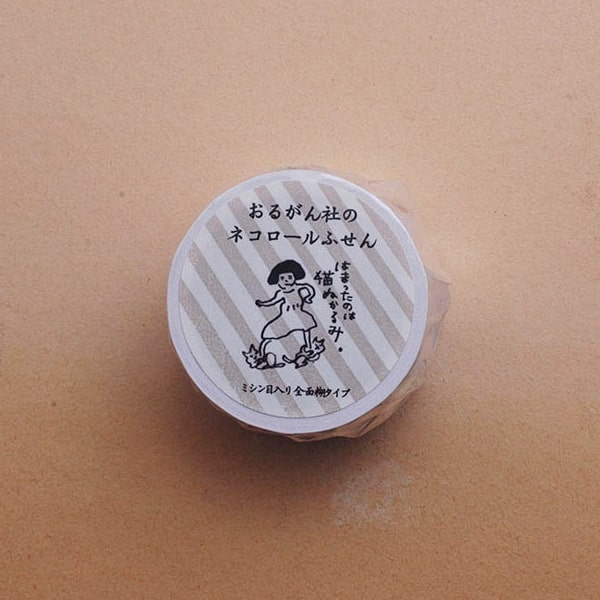 おるがん社の
ネコロールふせん
はまったのは
猫ぬかるみ。
ミシン目入り全面糊タイプ